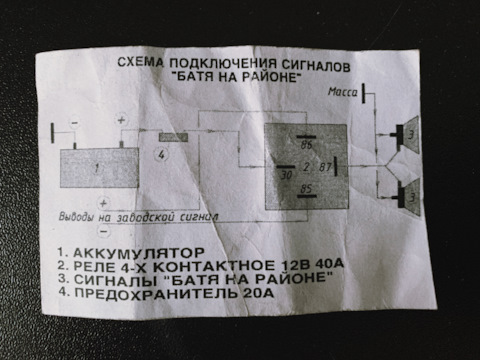 СХЕМА ПОДКЛЮЧЕНИЯ СИГНАЛОВ
"БАТЯ НА РАЙОНЕ"
Масса
- + 
1
4
86
30 2 87
85
3
3
+
Выводы на заводской сигнал
-
1. АККУМУЛЯТОР
2. РЕЛЕ 4-Х КОНТАКТНОЕ 12В 40А
3. СИГНАЛЫ "БАТЯ НА РАЙОНЕ"
4. ПРЕДОХРАНИТЕЛЬ 20А